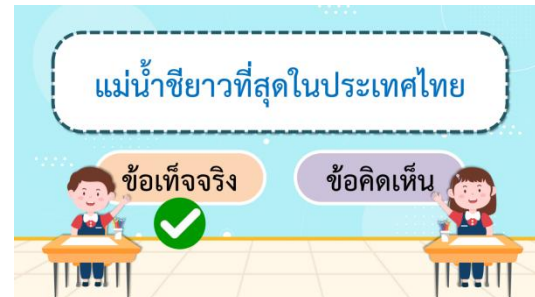 แม่น้ำชียาวที่สุดในประเทศไทย
ข้อเท็จจริง
ข้อคิดเห็น